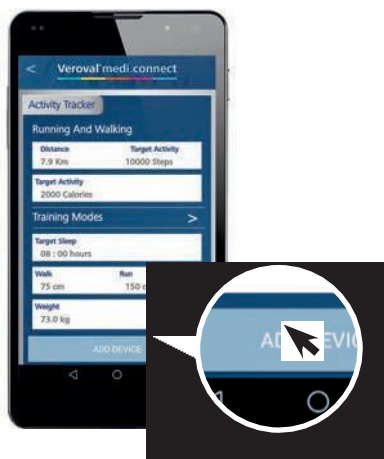 Veroval medi.connect
Activity Tracker
Running And Walking
Distance Target Activity
7.9 Km 10000 Steps
Target Activity
2000 Calories
Training Modes >
Target Sleep
08 : 00 hours
Walk Run
75 cm 150 c
Weight
73.0 kg
ADD DEVICE
AD DEVIC